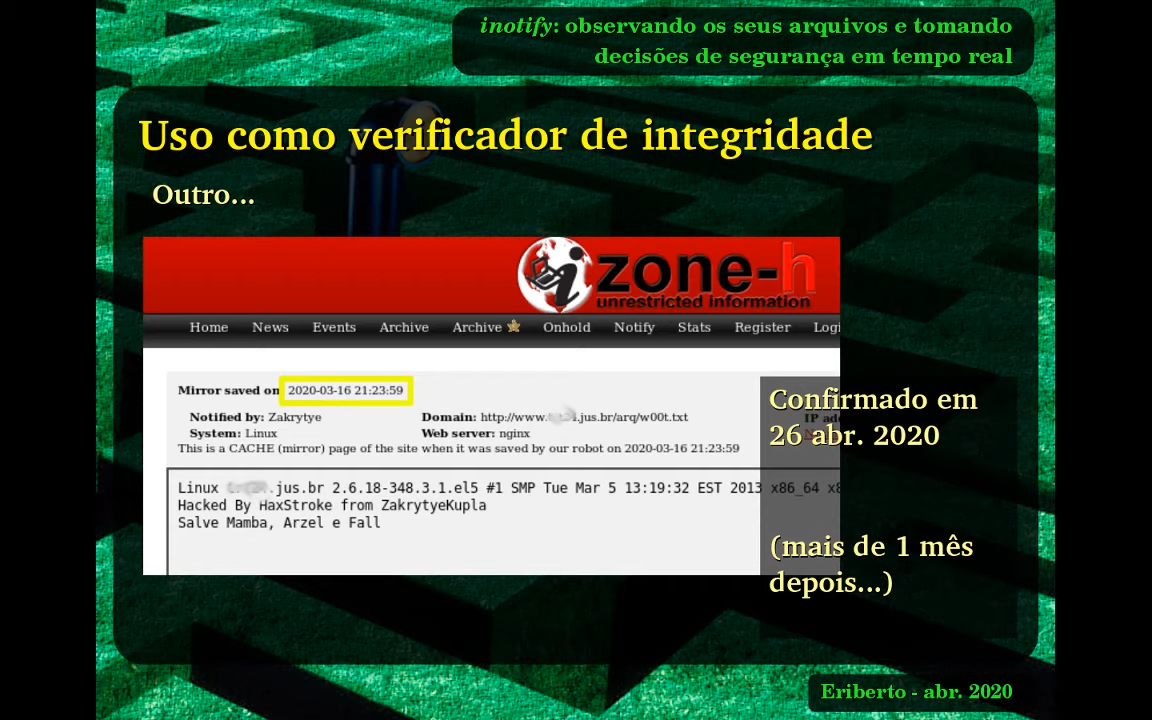 inotify: observando os seus arquivos e tomando
decisões de segurança em tempo real
Uso como verificador de integridade
Outro...
zone-h
unrestricted information
Home News Events Archive Archive Onhold Notify Stats Register Logi
Mirror saved on 2020-03-16 21:23:59
Notified by: Zakrytye Domain: http://www. .jus.br/arq/w00t.txt IP ad
System: Linux Web server: nginx
This is a CACHE (mirror) page of the site when it was saved by our robot on 2020-03-16 21:23:59
Linux .jus.br 2.6.18-348.3.1.el5 #1 SMP Tue Mar 5 13:19:32 EST 2013 x86_64 x8
Hacked By HaxStroke from ZakrytyeKupla
Salve Mamba, Arzel e Fall
Confirmado em
26 abr. 2020
(mais de 1 mês
depois...)
Eriberto - abr. 2020